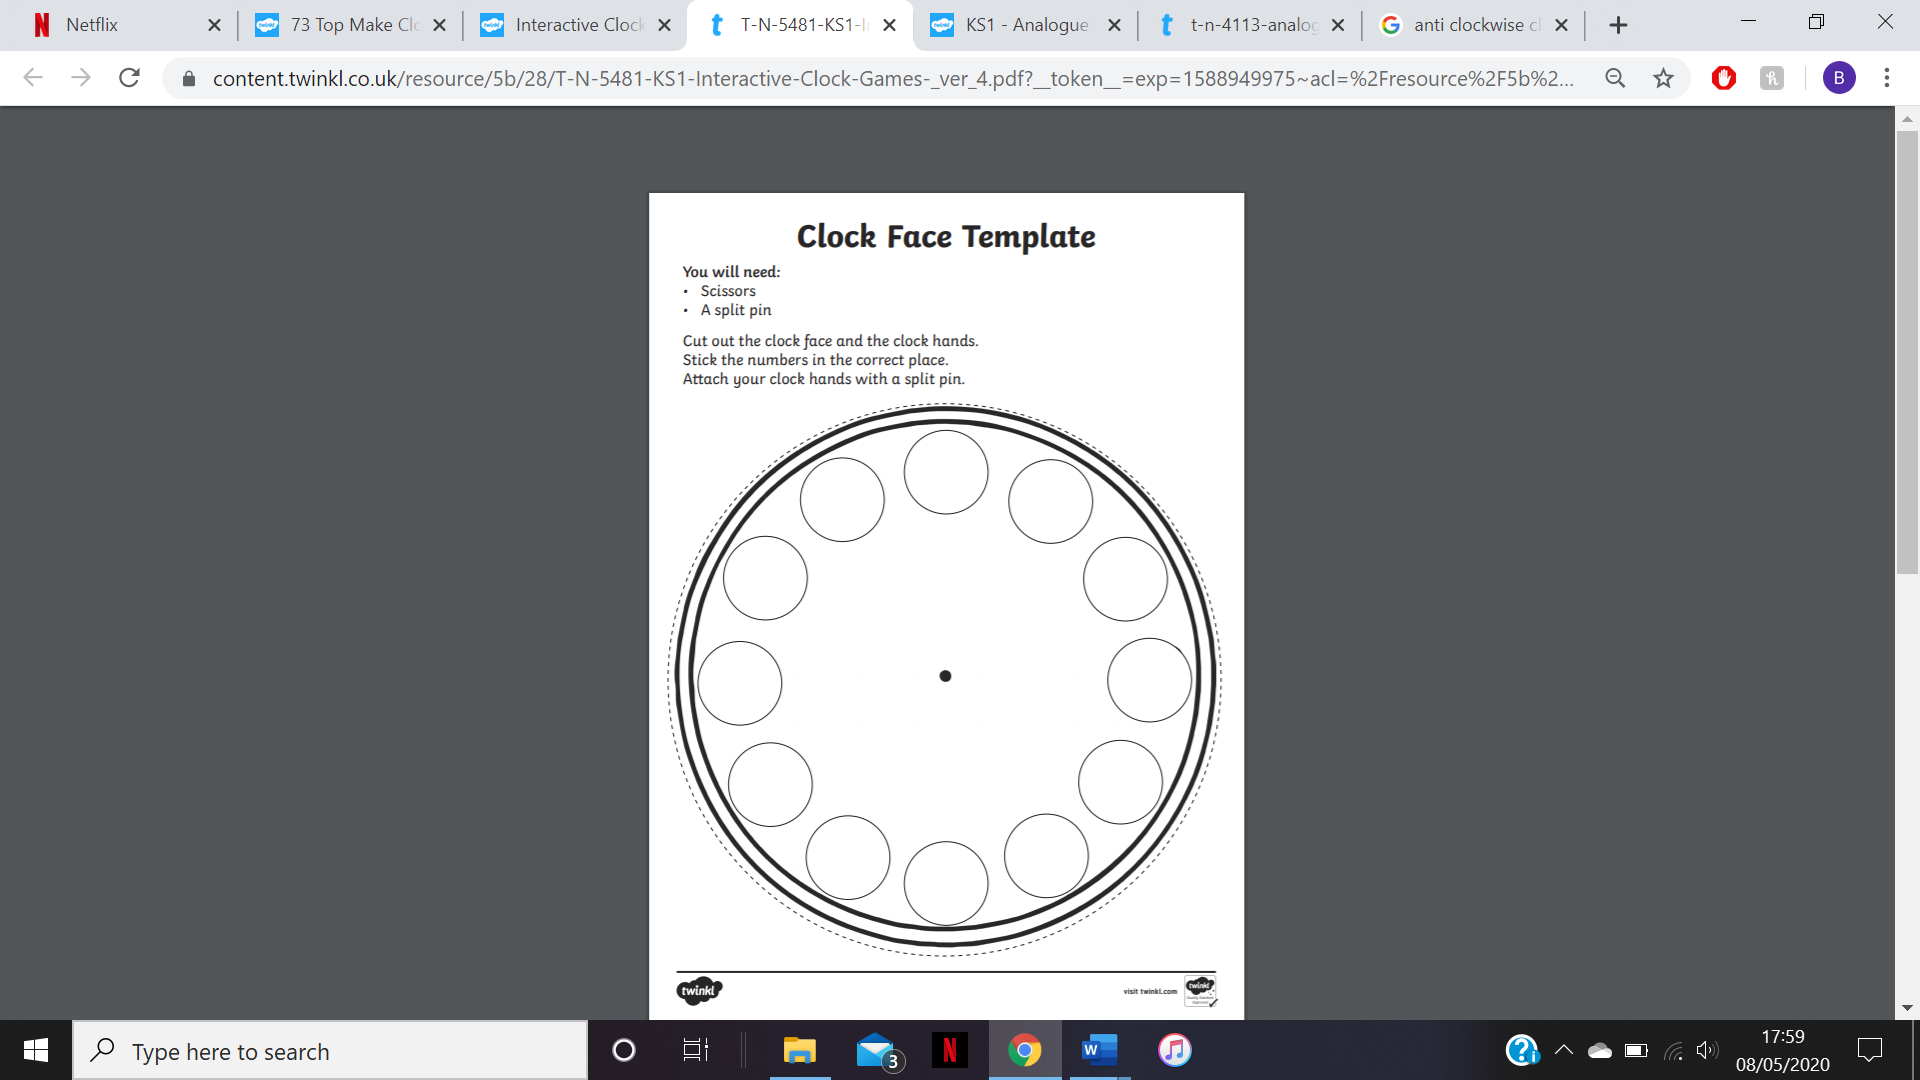 Netflix
73 Top Make Clo
Interactive Clock
T-N-5481-KS1-I
KS1 - Analogue
t-n-4113-analog
anti clockwise cl
content.twinkl.co.uk/resource/5b/28/T-N-5481-KS1-Interactive-Clock-Games-_ver_4.pdf?__token__=exp=1588949975~acl=%2Fresource%2F5b%2...
B
Clock Face Template
You will need:
• Scissors
• A split pin
Cut out the clock face and the clock hands.
Stick the numbers in the correct place.
Attach your clock hands with a split pin.
twinkl
visit twinkl.com
twinkl
Type here to search
3
N
W
17:59
08/05/2020